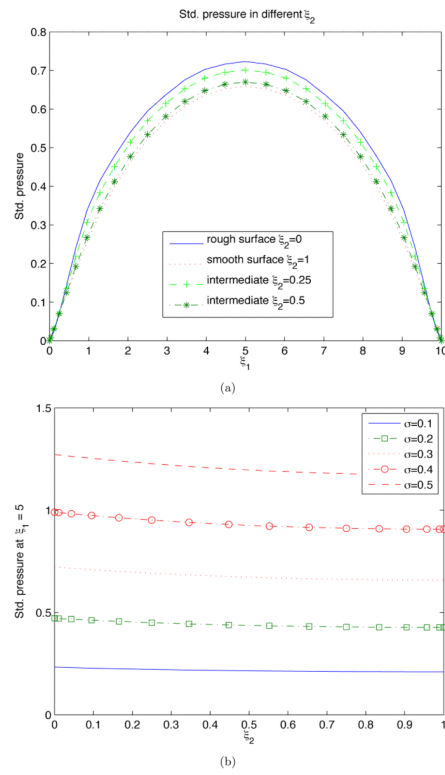 Std. pressure in different ξ2
0.8
0.7
0.6
0.5
0.4
0.3
0.2
0.1
0
Std. pressure
rough surface ξ2=0
smooth surface ξ2=1
intermediate ξ2=0.25
intermediate ξ2=0.5
0 1 2 3 4 5 6 7 8 9 10
ξ1
(a)
1.5
1
0.5
0
Std. pressure at ξ1 = 5
σ=0.1
σ=0.2
σ=0.3
σ=0.4
σ=0.5
0 0.1 0.2 0.3 0.4 0.5 0.6 0.7 0.8 0.9 1
ξ2
(b)